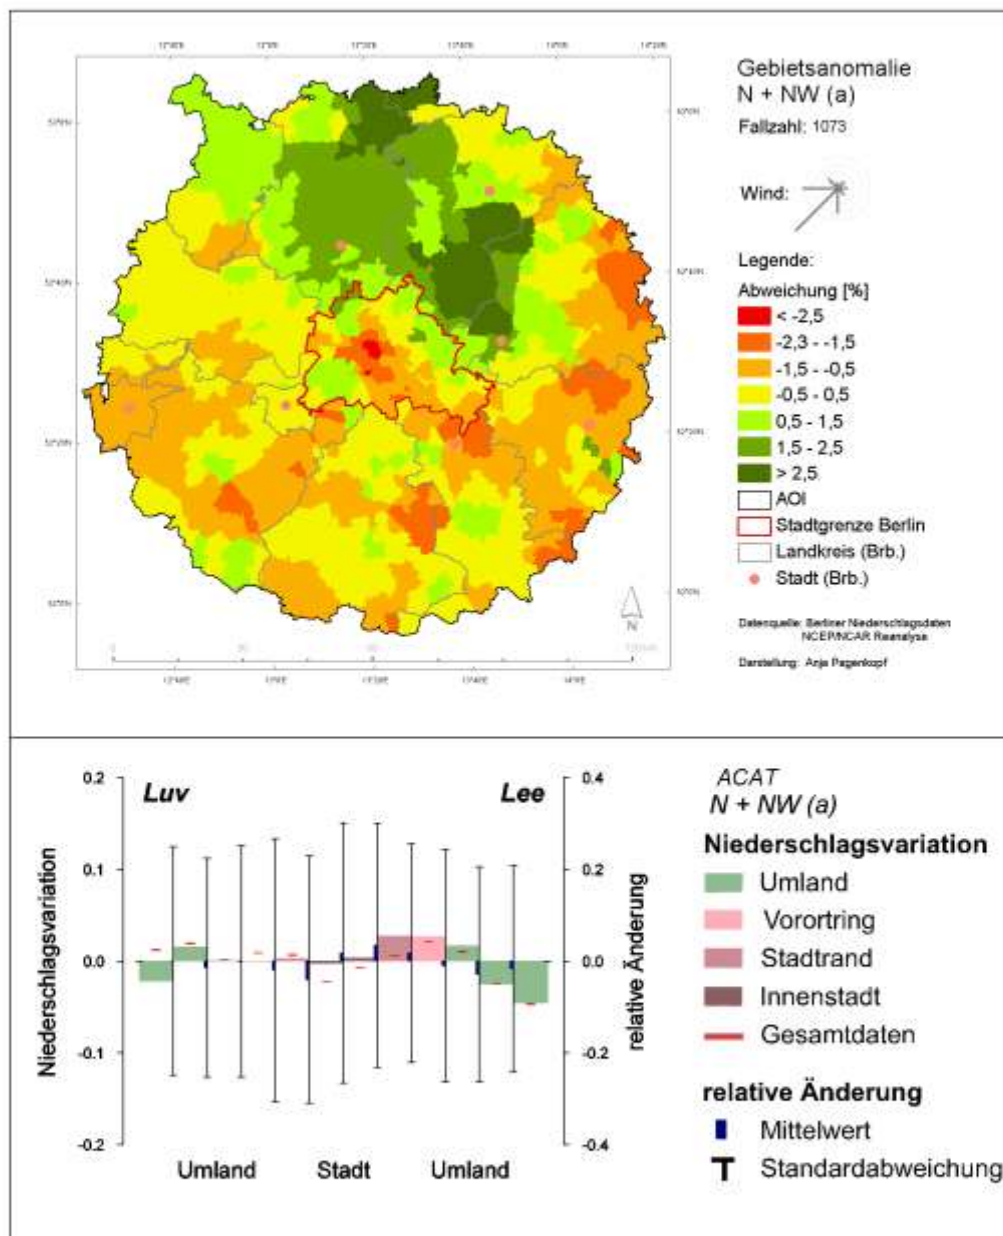 Gebietsanomalie
N + NW (a)
Fallzahl: 1073
Wind:
Legende:
Abweichung [%]
< -2,5
-2,3 - -1,5
-1,5 - -0,5
-0,5 - 0,5
0,5 - 1,5
1,5 - 2,5
> 2,5
AOI
Stadtgrenze Berlin
Landkreis (Brb.)
Stadt (Brb.)
N
Datenquelle: Berliner Niederschlagsdaten
NCEP/NCAR Reanalyse
Darstellung: Anja Pagenkopf
0.2
0.1
0.0
-0.1
-0.2
Niederschlagsvariation
Luv
Lee
0.4
0.2
0.0
-0.2
-0.4
relative Änderung
Umland
Stadt
Umland
ACAT
N + NW (a)
Niederschlagsvariation
Umland
Vorortring
Stadtrand
Innenstadt
Gesamtdaten
relative Änderung
Mittelwert
Standardabweichung